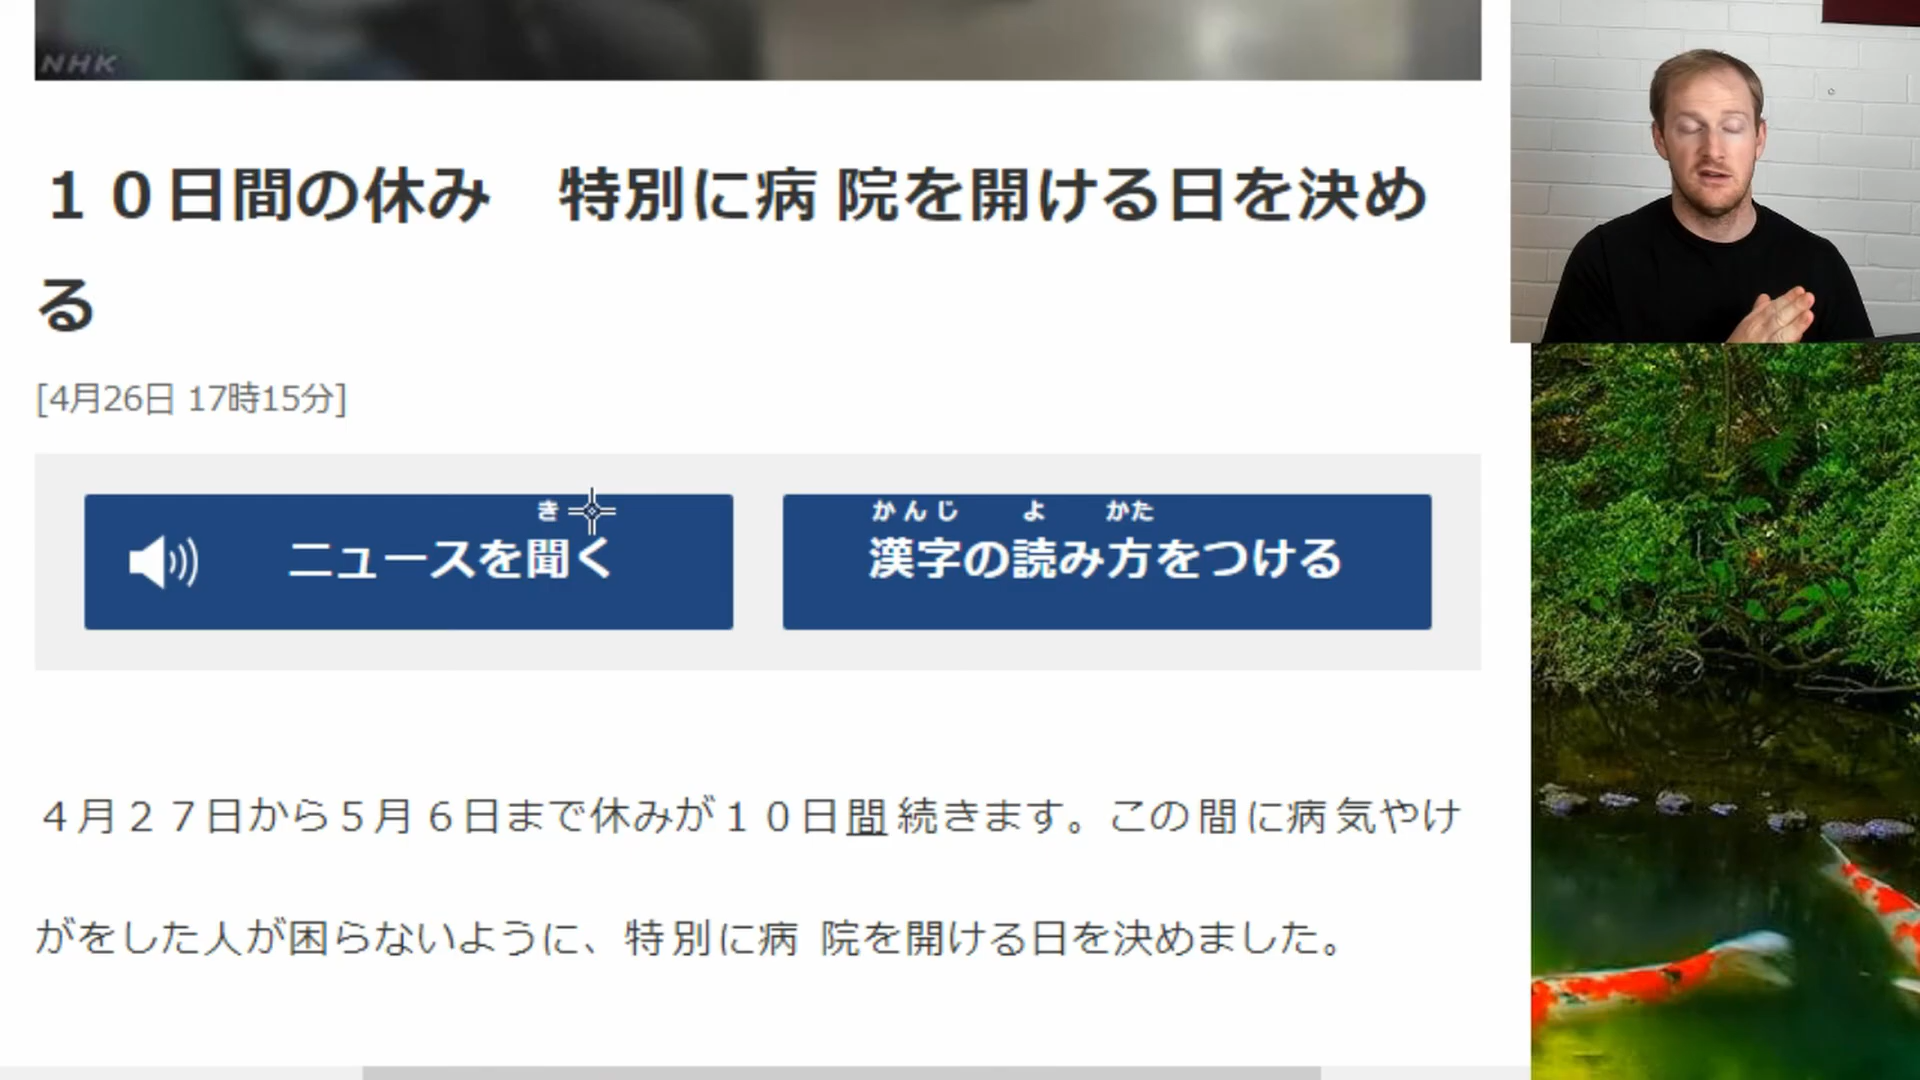 NHK
１０日間の休み　特別に病院を開ける日を決め
る
[4月26日 17時15分]
き
ニュースを聞く
かんじ よ かた
漢字の読み方をつける
４月２７日から５月６日まで休みが１０日間続きます。この間に病気やけ
がをした人が困らないように、特別に病院を開ける日を決めました。